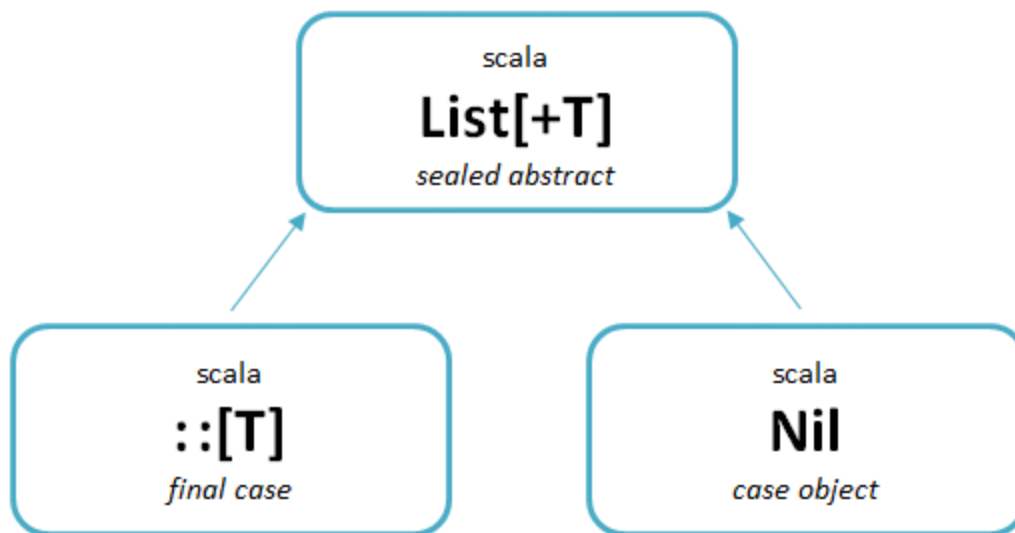 scala
List[+T]
sealed abstract
scala
::[T]
final case
scala
Nil
case object